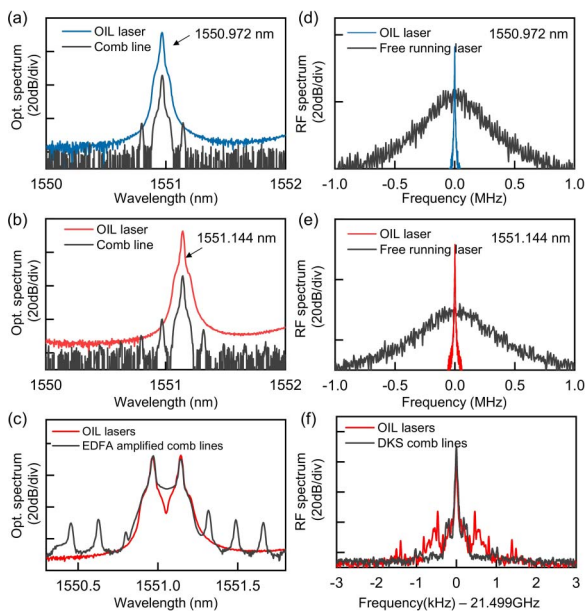 (a)
OIL laser
Comb line
1550.972 nm
Opt. spectrum
(20dB/div)
1550
1551
1552
Wavelength (nm)
(d)
OIL laser
Free running laser
1550.972 nm
RF spectrum
(20dB/div)
-1.0
-0.5
0.0
0.5
1.0
Frequency (MHz)
(b)
OIL laser
Comb line
1551.144 nm
Opt. spectrum
(20dB/div)
1550
1551
1552
Wavelength (nm)
(e)
OIL laser
Free running laser
1551.144 nm
RF spectrum
(20dB/div)
-1.0
-0.5
0.0
0.5
1.0
Frequency (MHz)
(c)
OIL lasers
EDFA amplified comb lines
Opt. spectrum
(20dB/div)
1550.5
1551.0
1551.5
Wavelength (nm)
(f)
OIL lasers
DKS comb lines
RF spectrum
(20dB/div)
-3
-2
-1
0
1
2
3
Frequency(kHz) – 21.499GHz